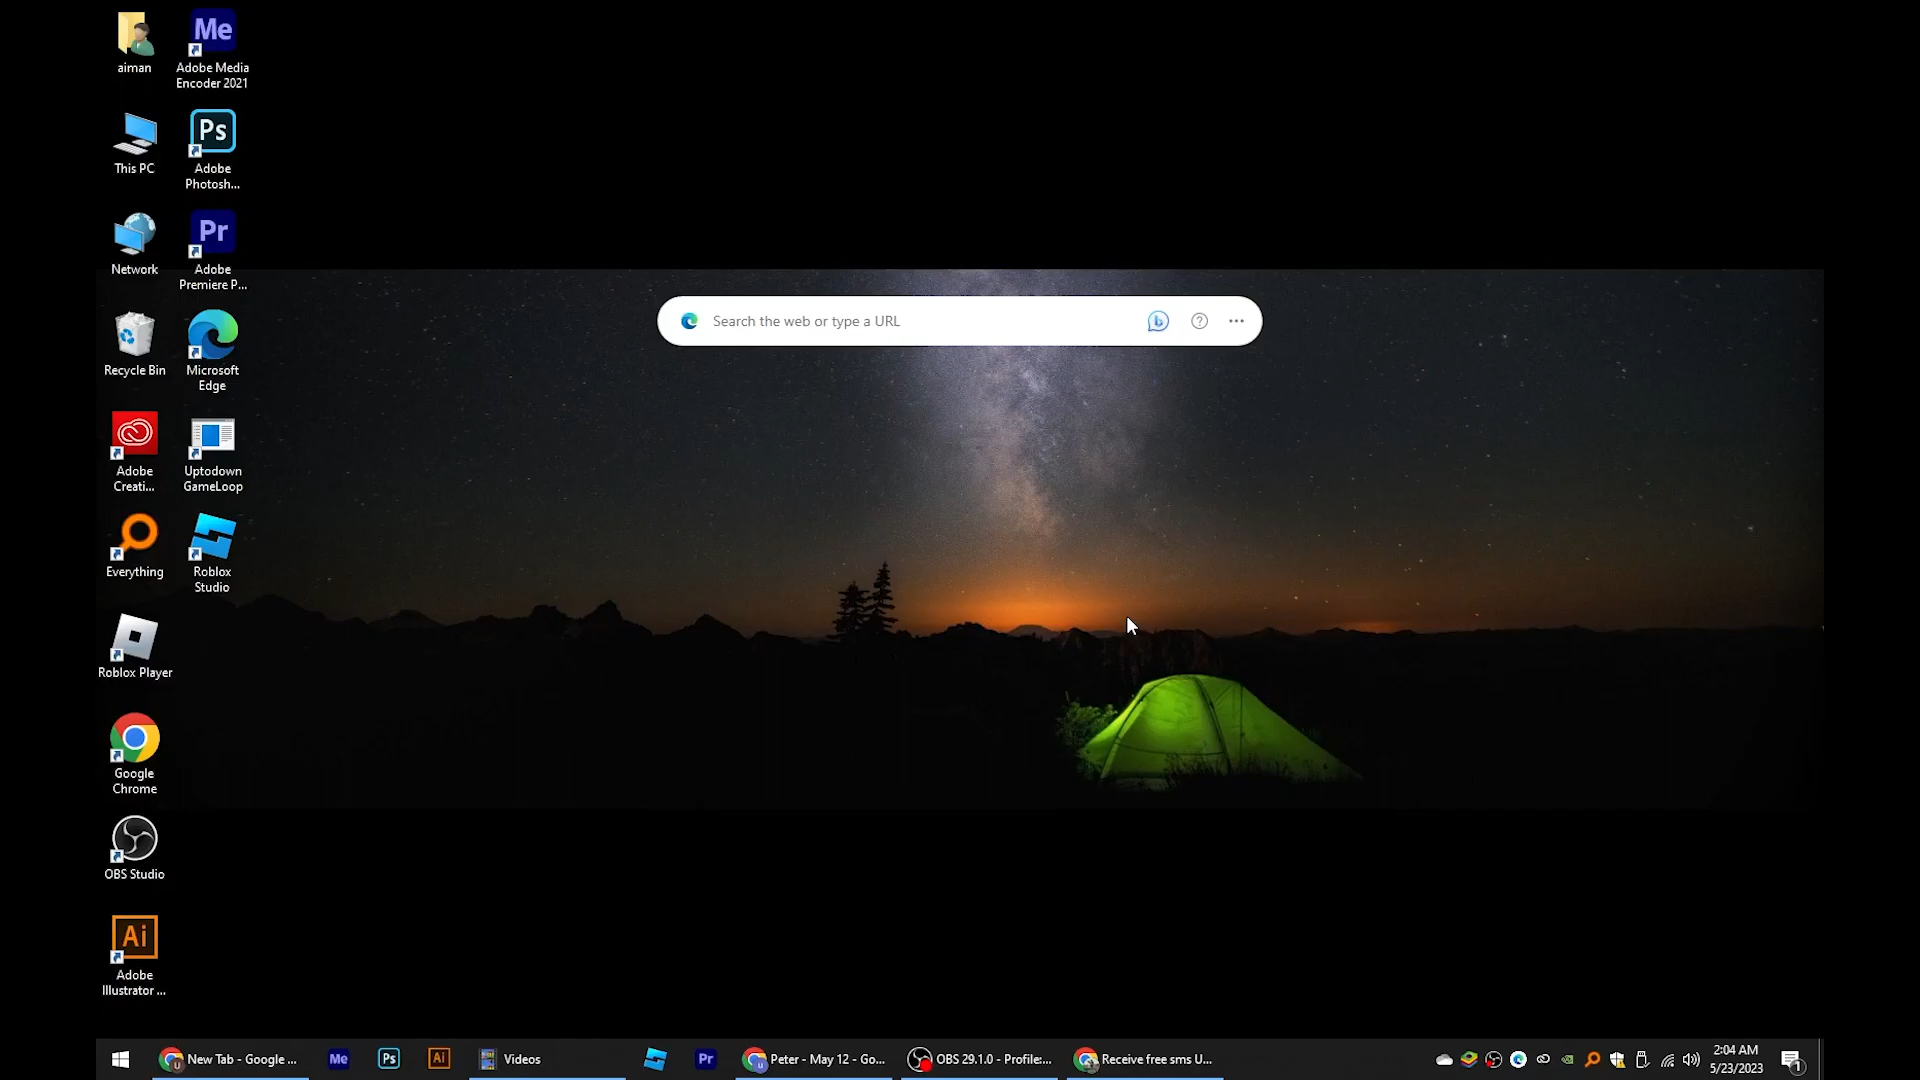 aiman
Me
Adobe Media
Encoder 2021
This PC
Ps
Adobe
Photosh...
Network
Pr
Adobe
Premiere P...
Recycle Bin
Microsoft
Edge
Adobe
Creati...
Uptodown
GameLoop
Everything
Roblox
Studio
Roblox Player
Google
Chrome
OBS Studio
Ai
Adobe
Illustrator ...
Search the web or type a URL
b
?
New Tab - Google ...
Me
Ps
Ai
Videos
Pr
Peter - May 12 - Go...
OBS 29.1.0 - Profile:...
Receive free sms U...
2:04 AM
5/23/2023
1